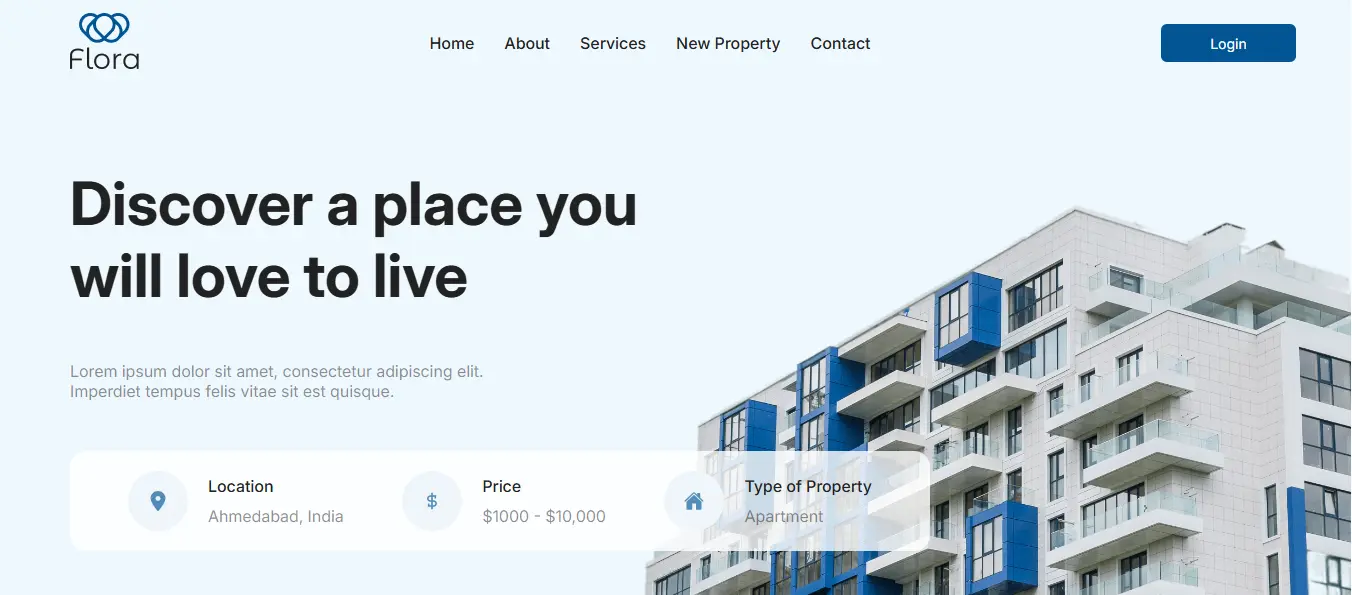 Flora
Home About Services New Property Contact
Login
Discover a place you
will love to live
Lorem ipsum dolor sit amet, consectetur adipiscing elit.
Imperdiet tempus felis vitae sit est quisque.
Location
Ahmedabad, India
$
Price
$1000 - $10,000
Type of Property
Apartment